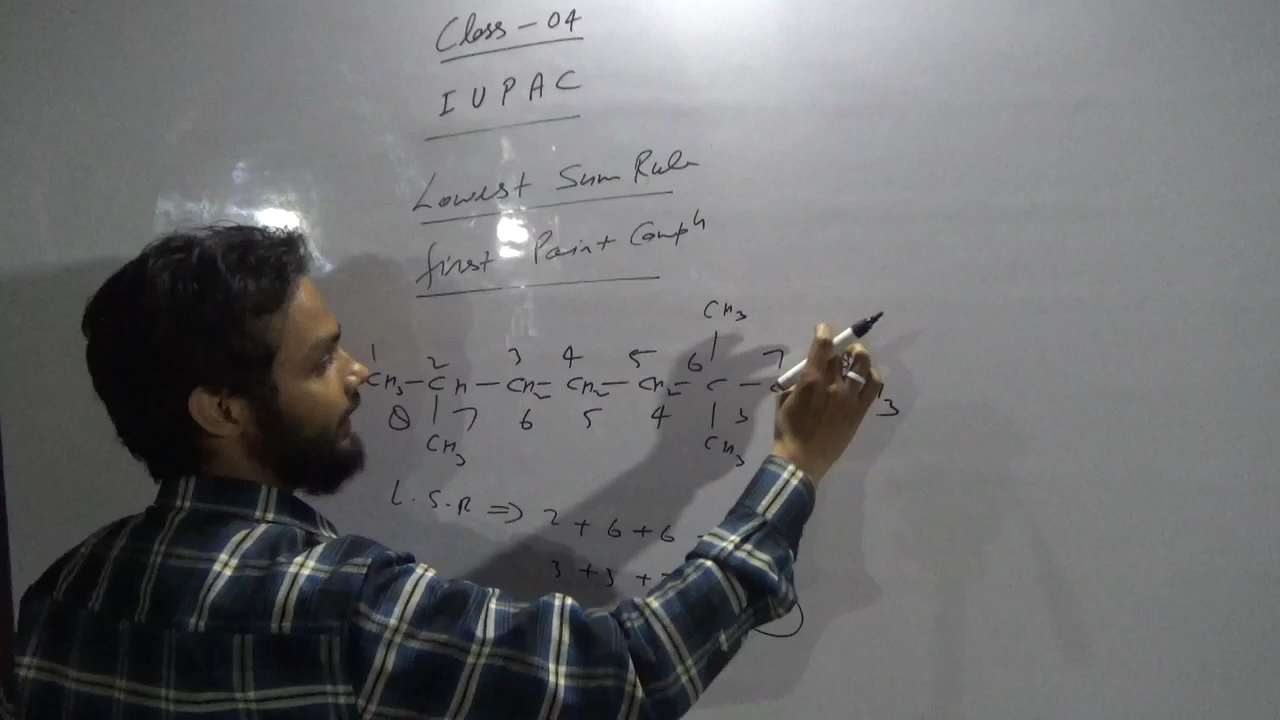 Class - 04
IUPAC
Lowest Sum Rule
first Point
CH3
1 2 3 4 5 6 7
CH3 - CH - CH2 - CH2 - CH2 - C -
8 7 6 5 4 3 3
CH3 CH3
L.S.R ⇒ 2 + 6 + 6
3 + 3 +